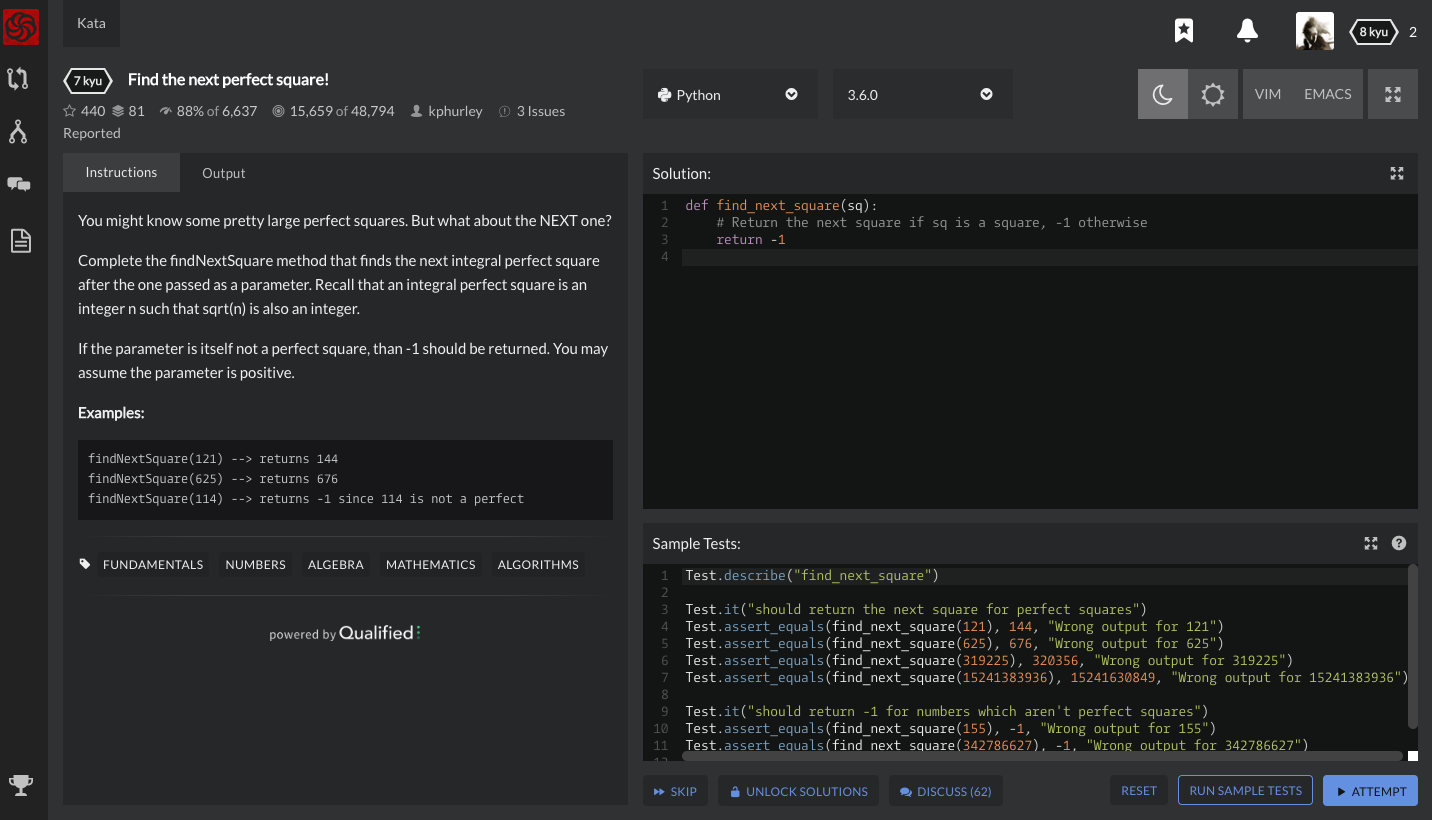 Kata
8 kyu 2
7 kyu Find the next perfect square!
440 81 88% of 6,637 15,659 of 48,794 kphurley 3 Issues
Reported
Python
3.6.0
VIM EMACS
Instructions Output
You might know some pretty large perfect squares. But what about the NEXT one?
Complete the findNextSquare method that finds the next integral perfect square
after the one passed as a parameter. Recall that an integral perfect square is an
integer n such that sqrt(n) is also an integer.
If the parameter is itself not a perfect square, than -1 should be returned. You may
assume the parameter is positive.
Examples:
findNextSquare(121) --> returns 144
findNextSquare(625) --> returns 676
findNextSquare(114) --> returns -1 since 114 is not a perfect
FUNDAMENTALS NUMBERS ALGEBRA MATHEMATICS ALGORITHMS
powered by Qualified
Solution:
1 def find_next_square(sq):
2 # Return the next square if sq is a square, -1 otherwise
3 return -1
4
Sample Tests:
1 Test.describe("find_next_square")
2
3 Test.it("should return the next square for perfect squares")
4 Test.assert_equals(find_next_square(121), 144, "Wrong output for 121")
5 Test.assert_equals(find_next_square(625), 676, "Wrong output for 625")
6 Test.assert_equals(find_next_square(319225), 320356, "Wrong output for 319225")
7 Test.assert_equals(find_next_square(15241383936), 15241630849, "Wrong output for 15241383936")
8
9 Test.it("should return -1 for numbers which aren't perfect squares")
10 Test.assert_equals(find_next_square(155), -1, "Wrong output for 155")
11 Test.assert_equals(find_next_square(342786627), -1, "Wrong output for 342786627")
12
SKIP UNLOCK SOLUTIONS DISCUSS (62) RESET RUN SAMPLE TESTS ATTEMPT